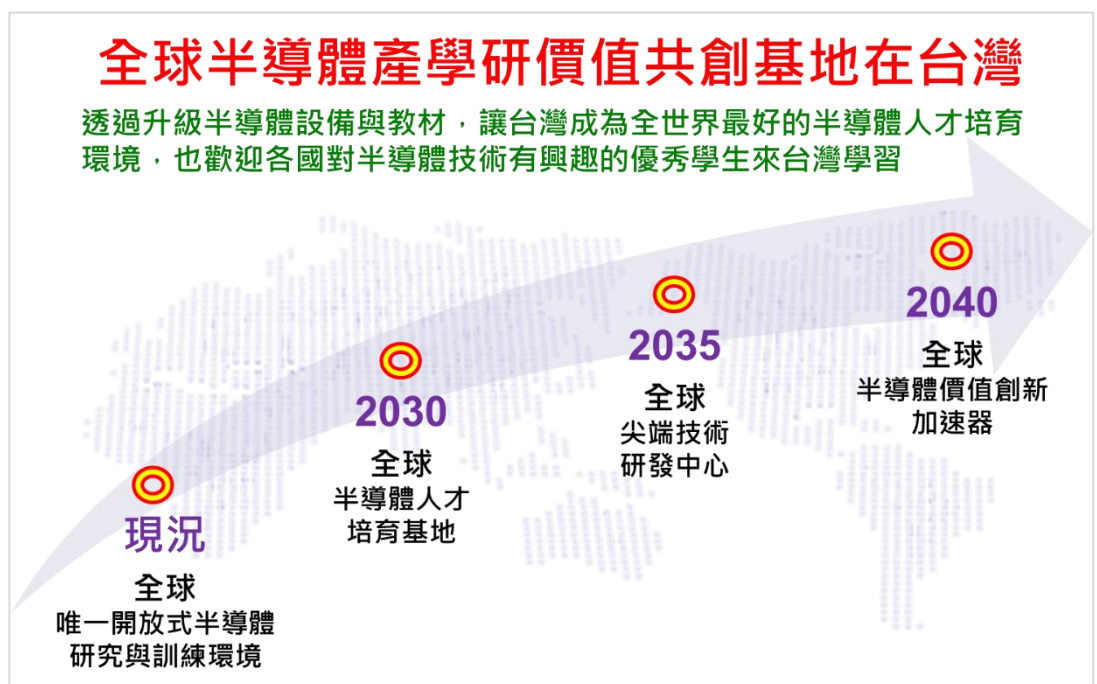 全球半導體產學研價值共創基地在台灣
透過升級半導體設備與教材，讓台灣成為全世界最好的半導體人才培育
環境，也歡迎各國對半導體技術有興趣的優秀學生來台灣學習
現況
全球
唯一開放式半導體
研究與訓練環境
2030
全球
半導體人才
培育基地
2035
全球
尖端技術
研發中心
2040
全球
半導體價值創新
加速器